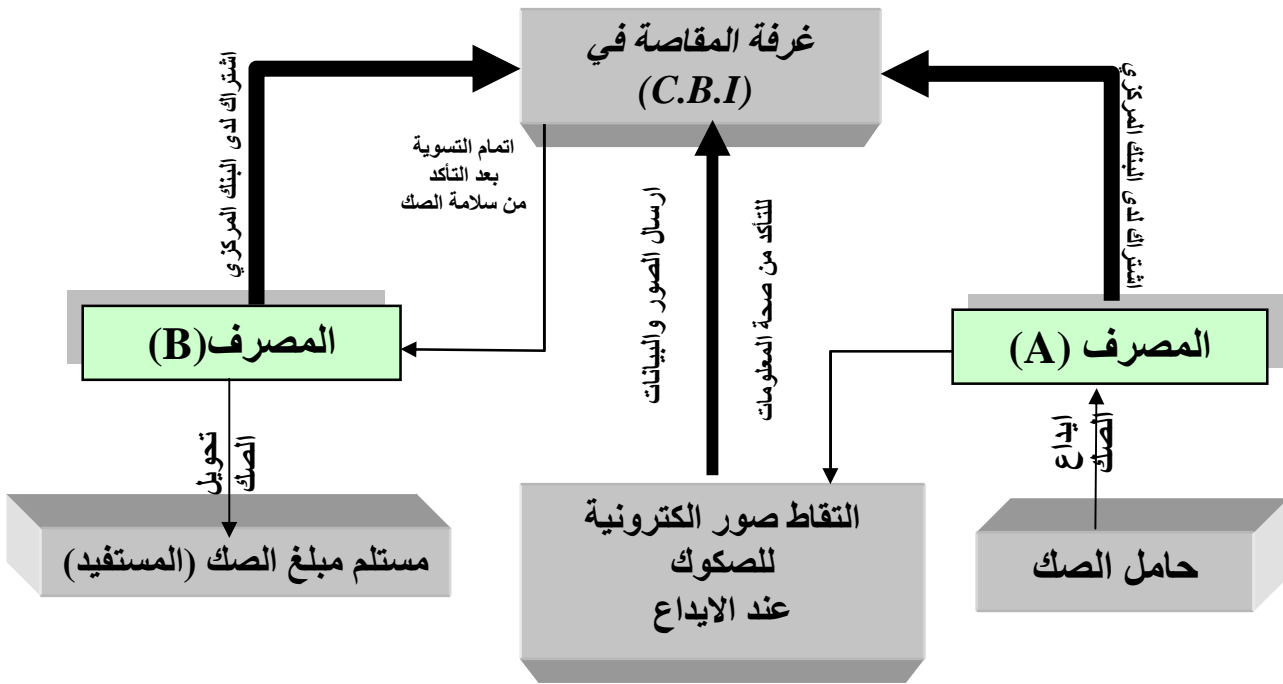 غرفة المقاصة في
(C.B.I)
اشتراك لدى البنك المركزي
اشتراك لدى البنك المركزي
اتمام التسوية
بعد التأكد
من سلامة الصك
للتأكد من صحة المعلومات
ارسال الصور والبيانات
المصرف (A)
المصرف(B)
ايداع
الصك
تحويل
الصك
حامل الصك
التقاط صور الكترونية
للصكوك
عند الايداع
مستلم مبلغ الصك (المستفيد)